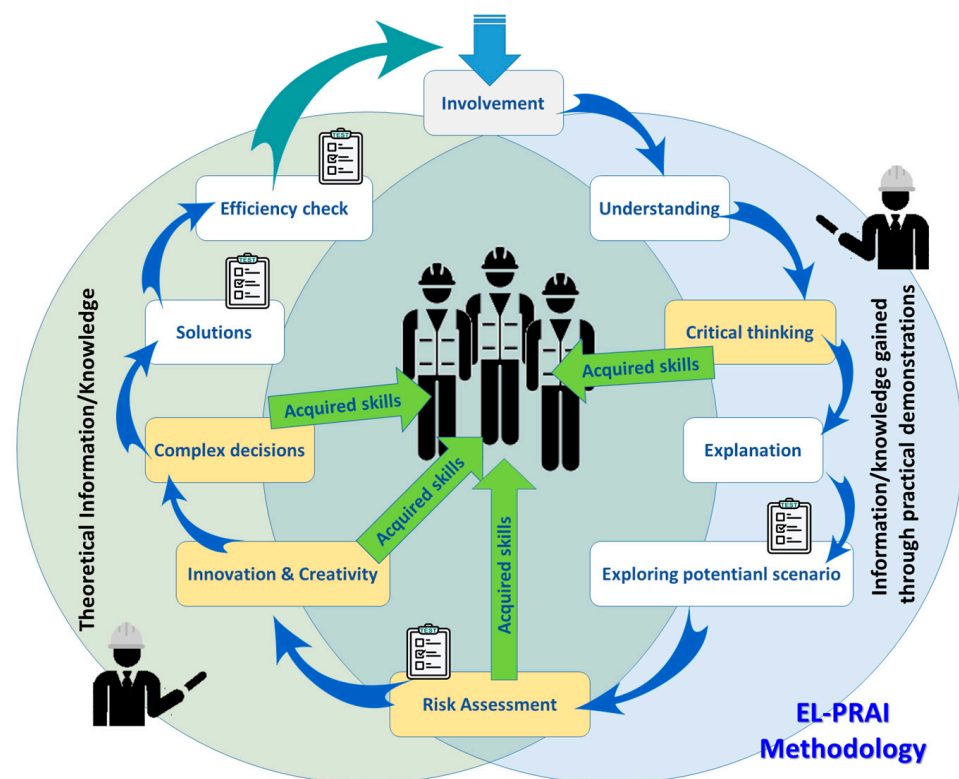 Involvement
TEST
Efficiency check
Understanding
TEST
Solutions
Critical thinking
Acquired skills
Acquired skills
Complex decisions
Explanation
Acquired skills
Acquired skills
TEST
Innovation & Creativity
Exploring potentianl scenario
TEST
Risk Assessment
Theoretical Information/Knowledge
Information/knowledge gained
through practical demonstrations
EL-PRAI
Methodology